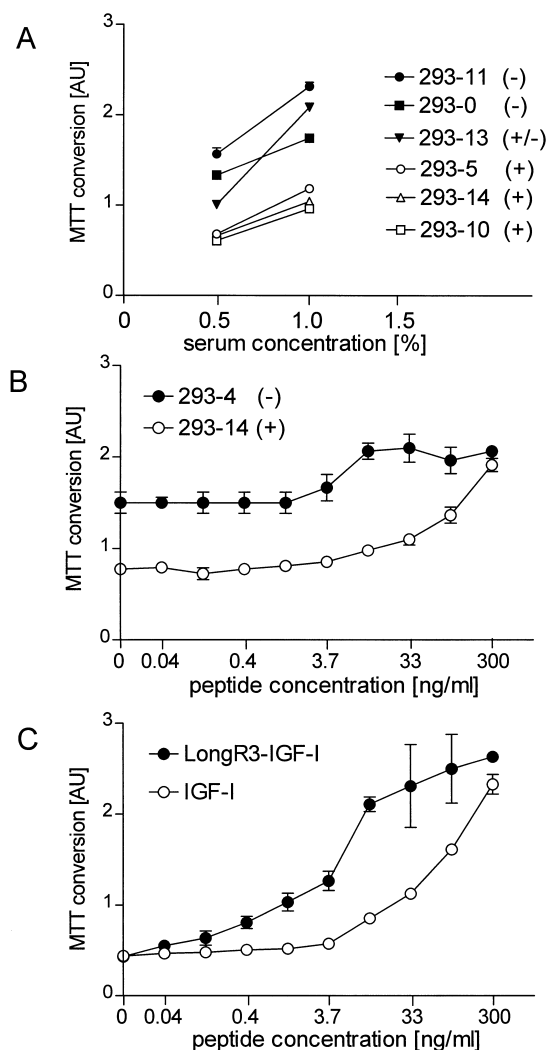 A
MTT conversion [AU]
3
2
1
0
0 0.5 1.0 1.5
serum concentration [%]
293-11 (-)
293-0 (-)
293-13 (+/-)
293-5 (+)
293-14 (+)
293-10 (+)
B
MTT conversion [AU]
3
2
1
0
293-4 (-)
293-14 (+)
0 0.04 0.4 3.7 33 300
peptide concentration [ng/ml]
C
MTT conversion [AU]
3
2
1
0
LongR3-IGF-I
IGF-I
0 0.04 0.4 3.7 33 300
peptide concentration [ng/ml]